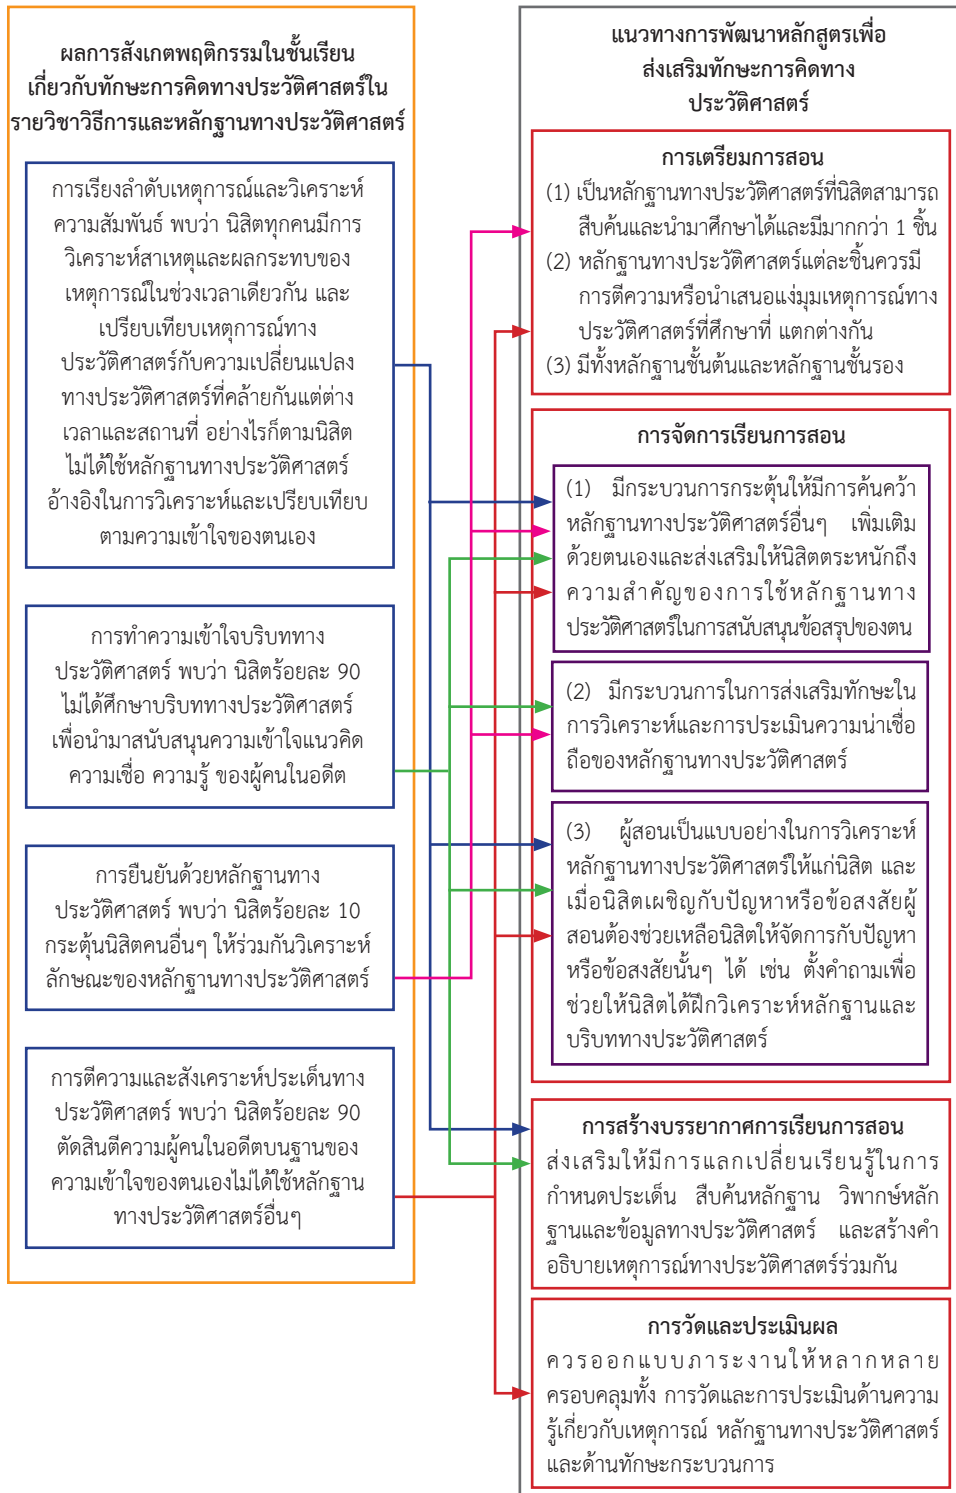 ผลการสังเกตพฤติกรรมในชั้นเรียน
เกี่ยวกับทักษะการคิดทางประวัติศาสตร์ใน
รายวิชาวิธีการและหลักฐานทางประวัติศาสตร์
การเรียงลำดับเหตุการณ์และวิเคราะห์
ความสัมพันธ์ พบว่า นิสิตทุกคนมีการ
วิเคราะห์สาเหตุและผลกระทบของ
เหตุการณ์ในช่วงเวลาเดียวกัน และ
เปรียบเทียบเหตุการณ์ทาง
ประวัติศาสตร์กับความเปลี่ยนแปลง
ทางประวัติศาสตร์ที่คล้ายกันแต่ต่าง
เวลาและสถานที่ อย่างไรก็ตามนิสิต
ไม่ได้ใช้หลักฐานทางประวัติศาสตร์
อ้างอิงในการวิเคราะห์และเปรียบเทียบ
ตามความเข้าใจของตนเอง
การทำความเข้าใจบริบททาง
ประวัติศาสตร์ พบว่า นิสิตร้อยละ 90
ไม่ได้ศึกษาบริบททางประวัติศาสตร์
เพื่อนำมาสนับสนุนความเข้าใจแนวคิด
ความเชื่อ ความรู้ ของผู้คนในอดีต
การยืนยันด้วยหลักฐานทาง
ประวัติศาสตร์ พบว่า นิสิตร้อยละ 10
กระตุ้นนิสิตคนอื่นๆ ให้ร่วมกันวิเคราะห์
ลักษณะของหลักฐานทางประวัติศาสตร์
การตีความและสังเคราะห์ประเด็นทาง
ประวัติศาสตร์ พบว่า นิสิตร้อยละ 90
ตัดสินตีความผู้คนในอดีตบนฐานของ
ความเข้าใจของตนเองไม่ได้ใช้หลักฐาน
ทางประวัติศาสตร์อื่นๆ
แนวทางการพัฒนาหลักสูตรเพื่อ
ส่งเสริมทักษะการคิดทาง
ประวัติศาสตร์
การเตรียมการสอน
(1) เป็นหลักฐานทางประวัติศาสตร์ที่นิสิตสามารถ
สืบค้นและนำมาศึกษาได้และมีมากกว่า 1 ชิ้น
(2) หลักฐานทางประวัติศาสตร์แต่ละชิ้นควรมี
การตีความหรือนำเสนอแง่มุมเหตุการณ์ทาง
ประวัติศาสตร์ที่ศึกษาที่ แตกต่างกัน
(3) มีทั้งหลักฐานชั้นต้นและหลักฐานชั้นรอง
การจัดการเรียนการสอน
(1) มีกระบวนการกระตุ้นให้มีการค้นคว้า
หลักฐานทางประวัติศาสตร์อื่นๆ เพิ่มเติม
ด้วยตนเองและส่งเสริมให้นิสิตตระหนักถึง
ความสำคัญของการใช้หลักฐานทาง
ประวัติศาสตร์ในการสนับสนุนข้อสรุปของตน
(2) มีกระบวนการในการส่งเสริมทักษะใน
การวิเคราะห์และการประเมินความน่าเชื่อ
ถือของหลักฐานทางประวัติศาสตร์
(3) ผู้สอนเป็นแบบอย่างในการวิเคราะห์
หลักฐานทางประวัติศาสตร์ให้แก่นิสิต และ
เมื่อนิสิตเผชิญกับปัญหาหรือข้อสงสัยผู้
สอนต้องช่วยเหลือนิสิตให้จัดการกับปัญหา
หรือข้อสงสัยนั้นๆ ได้ เช่น ตั้งคำถามเพื่อ
ช่วยให้นิสิตได้ฝึกวิเคราะห์หลักฐานและ
บริบททางประวัติศาสตร์
การสร้างบรรยากาศการเรียนการสอน
ส่งเสริมให้มีการแลกเปลี่ยนเรียนรู้ในการ
กำหนดประเด็น สืบค้นหลักฐาน วิพากษ์หลัก
ฐานและข้อมูลทางประวัติศาสตร์ และสร้างคำ
อธิบายเหตุการณ์ทางประวัติศาสตร์ร่วมกัน
การวัดและประเมินผล
ควรออกแบบภาระงานให้หลากหลาย
ครอบคลุมทั้ง การวัดและการประเมินด้านความ
รู้เกี่ยวกับเหตุการณ์ หลักฐานทางประวัติศาสตร์
และด้านทักษะกระบวนการ